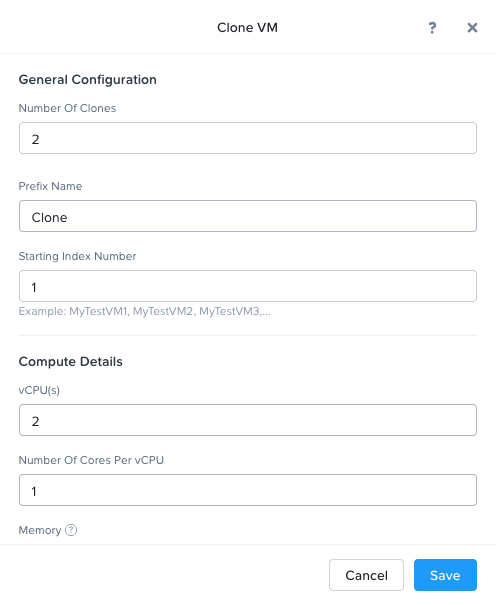 Clone VM ? ×
General Configuration
Number Of Clones
2
Prefix Name
Clone
Starting Index Number
1
Example: MyTestVM1, MyTestVM2, MyTestVM3,...
Compute Details
vCPU(s)
2
Number Of Cores Per vCPU
1
Memory ?
Cancel Save